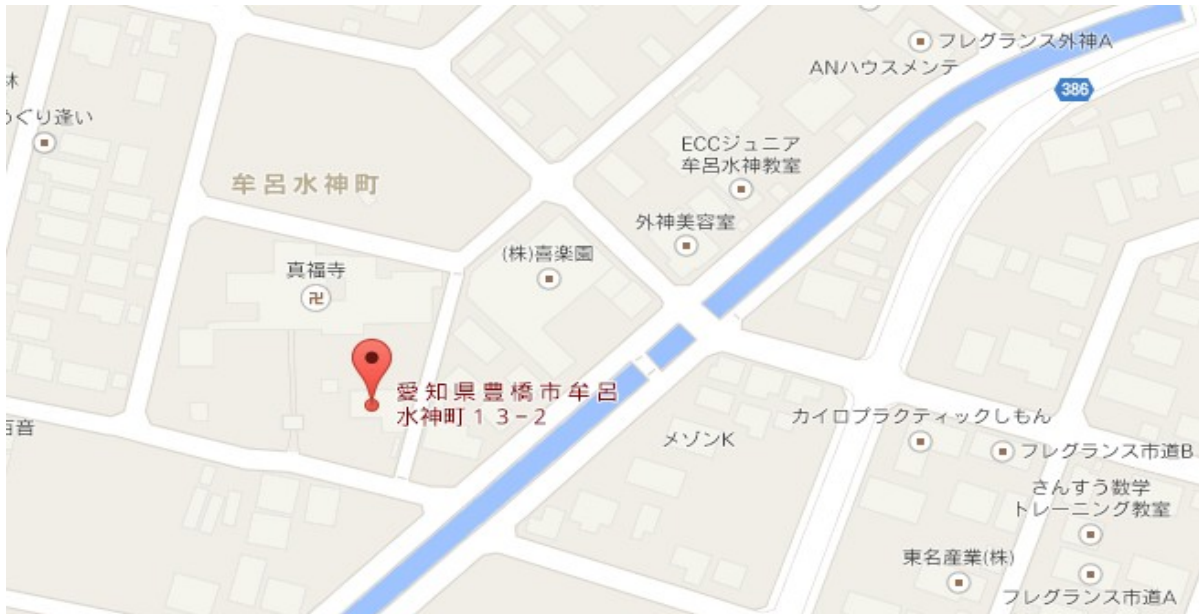 フレグランス外神A
ANハウスメンテ
386
林
めぐり逢い
ECCジュニア
牟呂水神教室
牟呂水神町
外神美容室
(株)喜楽園
真福寺
卍
愛知県豊橋市牟呂
水神町13-2
百音
カイロプラクティックしもん
メゾンK
フレグランス市道B
さんすう数学
トレーニング教室
東名産業(株)
フレグランス市道A